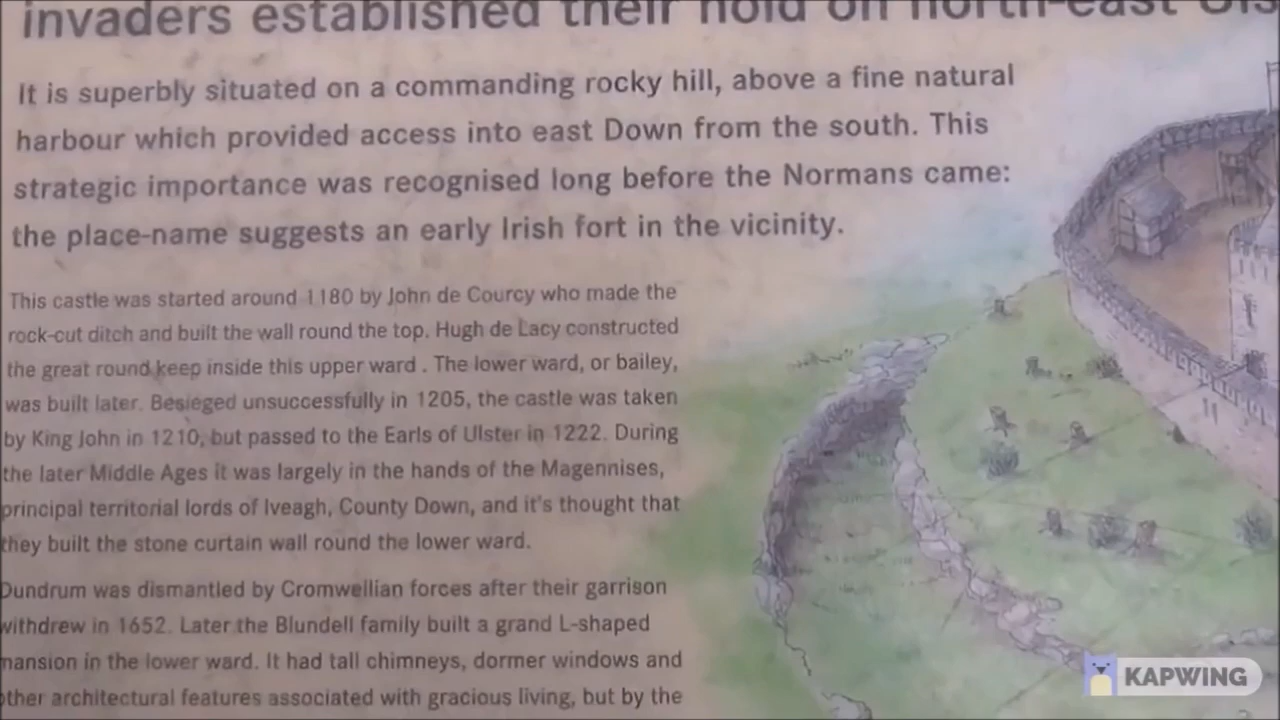 invaders established their hold on north-east Uls
It is superbly situated on a commanding rocky hill, above a fine natural
harbour which provided access into east Down from the south. This
strategic importance was recognised long before the Normans came:
the place-name suggests an early Irish fort in the vicinity.
This castle was started around 1180 by John de Courcy who made the
rock-cut ditch and built the wall round the top. Hugh de Lacy constructed
the great round keep inside this upper ward . The lower ward, or bailey,
was built later. Besieged unsuccessfully in 1205, the castle was taken
by King John in 1210, but passed to the Earls of Ulster in 1222. During
the later Middle Ages it was largely in the hands of the Magennises,
principal territorial lords of Iveagh, County Down, and it's thought that
they built the stone curtain wall round the lower ward.
Dundrum was dismantled by Cromwellian forces after their garrison
withdrew in 1652. Later the Blundell family built a grand L-shaped
mansion in the lower ward. It had tall chimneys, dormer windows and
other architectural features associated with gracious living, but by the
KAPWING